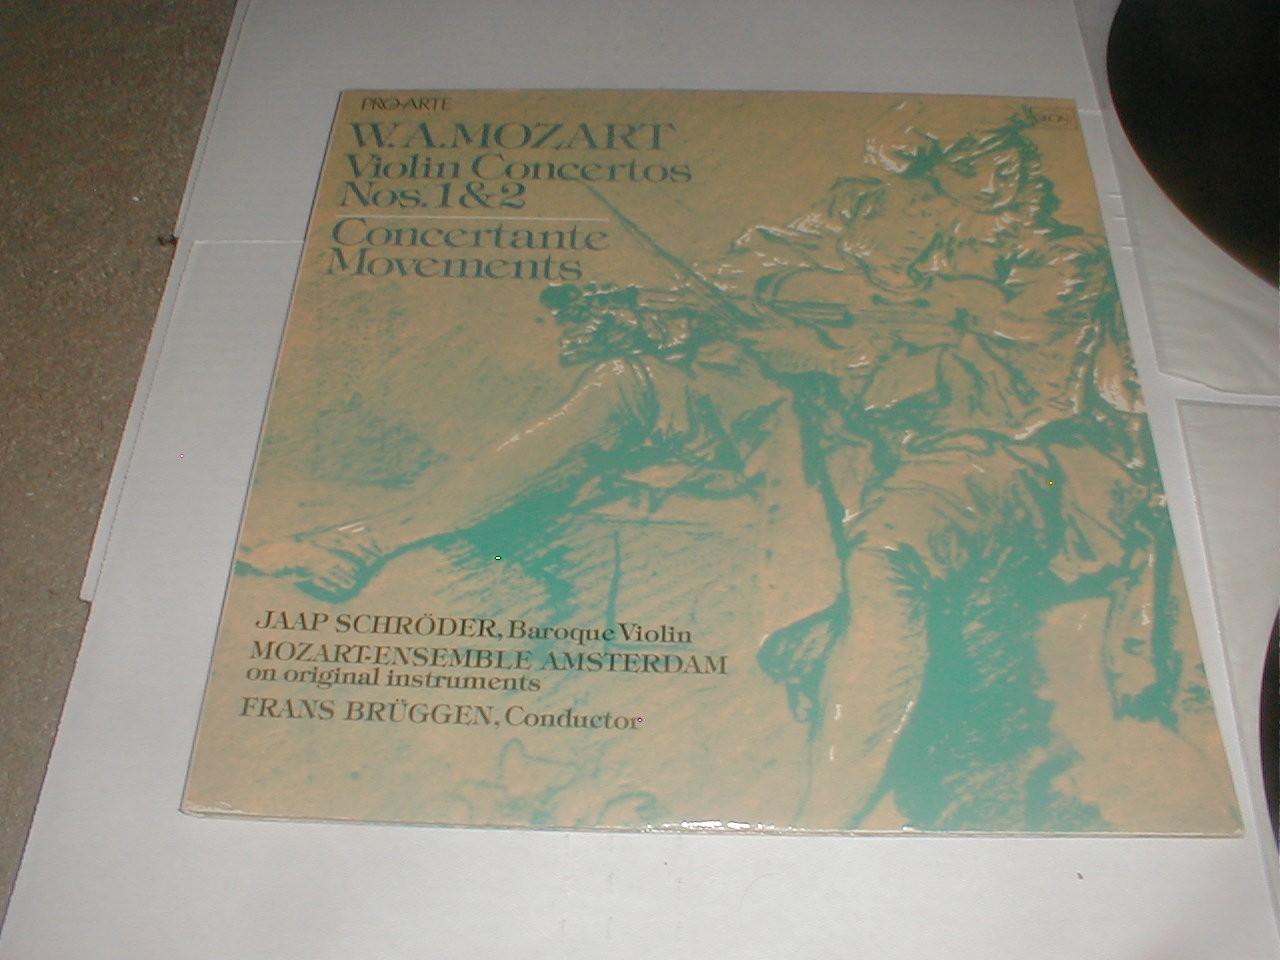 PRO-ARTE
W.A.MOZART
Violin Concertos
Nos.1&2
Concertante
Movements
JAAP SCHRÖDER, Baroque Violin
MOZART-ENSEMBLE AMSTERDAM
on original instruments
FRANS BRÜGGEN, Conductor